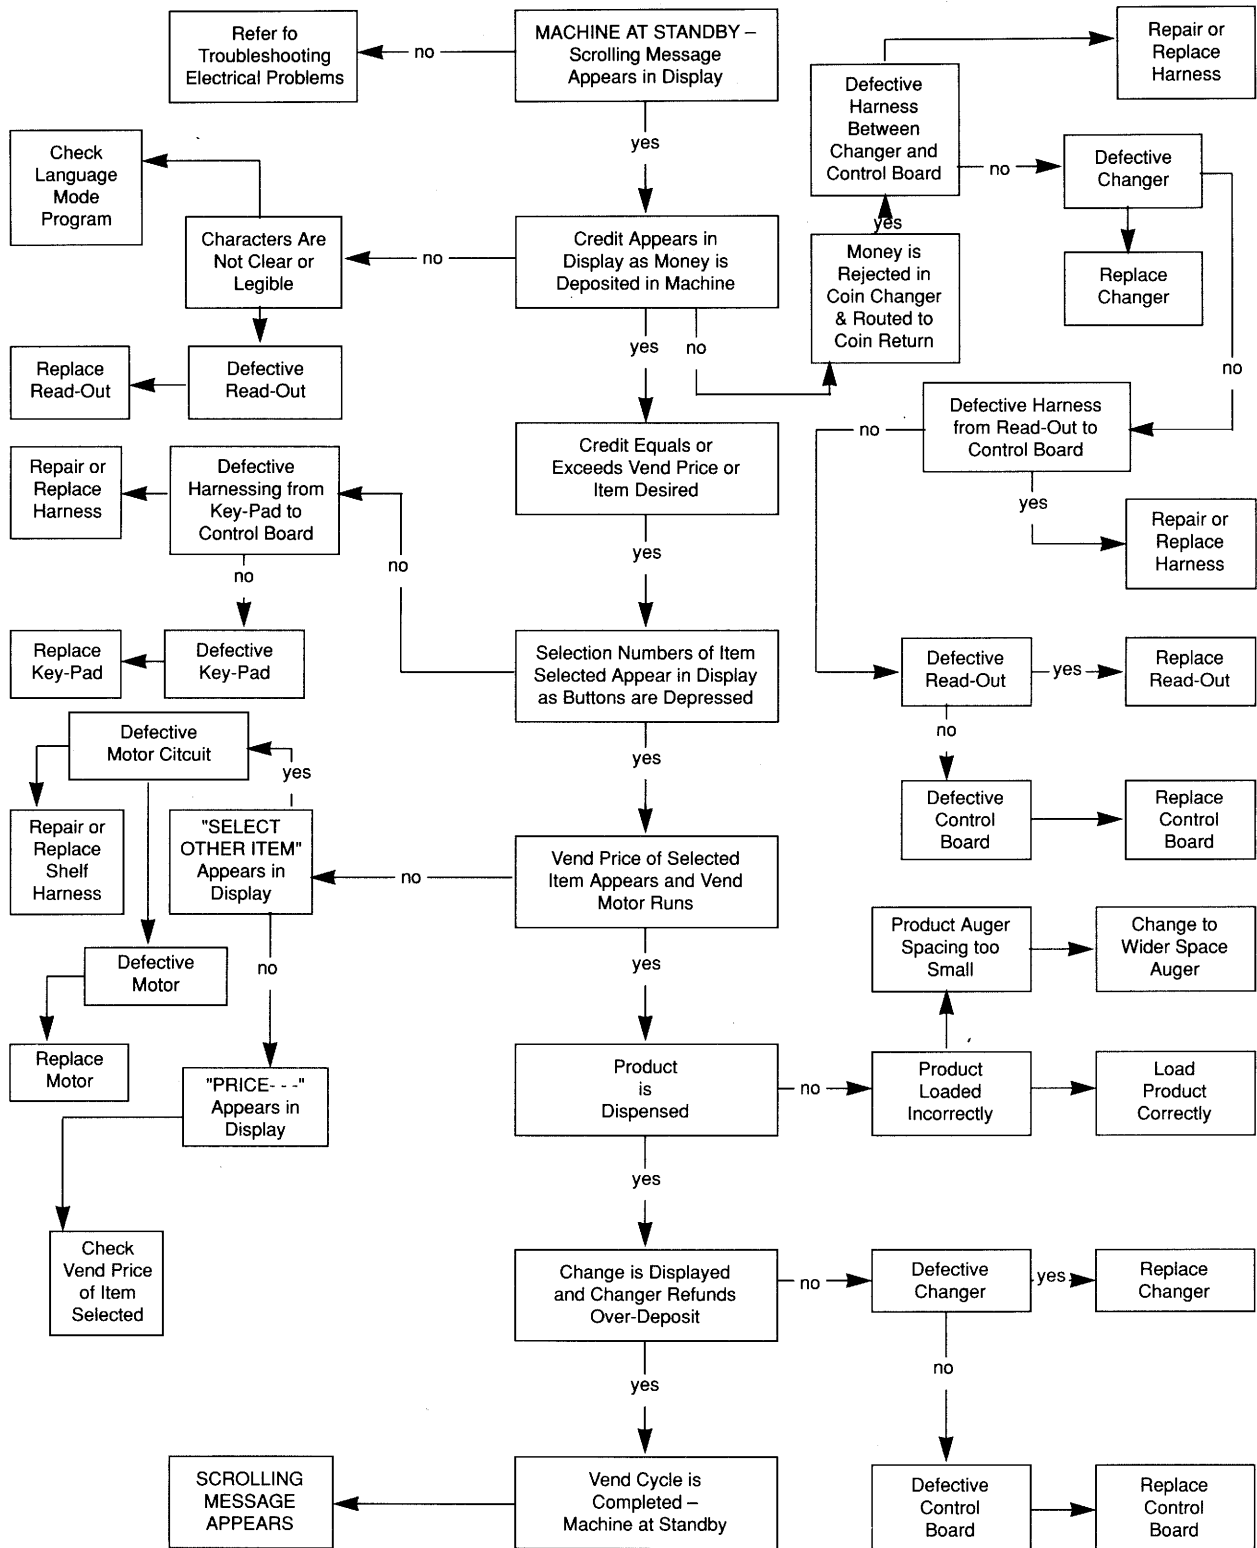 Refer fo
Troubleshooting
Electrical Problems
no
MACHINE AT STANDBY –
Scrolling Message
Appears in Display
yes
Repair or
Replace
Harness
Defective
Harness
Between
Changer and
Control Board
no
Defective
Changer
Replace
Changer
no
yes
Money is
Rejected in
Coin Changer
& Routed to
Coin Return
Check
Language
Mode
Program
Characters Are
Not Clear or
Legible
no
Credit Appears in
Display as Money is
Deposited in Machine
yes
no
Replace
Read-Out
Defective
Read-Out
Defective Harness
from Read-Out to
Control Board
no
yes
Repair or
Replace
Harness
Credit Equals or
Exceeds Vend Price or
Item Desired
yes
Repair or
Replace
Harness
Defective
Harnessing from
Key-Pad to
Control Board
no
no
Replace
Key-Pad
Defective
Key-Pad
Selection Numbers of Item
Selected Appear in Display
as Buttons are Depressed
yes
Defective
Read-Out
yes
Replace
Read-Out
no
Defective
Control
Board
Replace
Control
Board
Defective
Motor Citcuit
yes
Repair or
Replace
Shelf
Harness
"SELECT
OTHER ITEM"
Appears in
Display
no
Vend Price of Selected
Item Appears and Vend
Motor Runs
yes
no
Defective
Motor
Replace
Motor
"PRICE- - -"
Appears in
Display
Check
Vend Price
of Item
Selected
Product Auger
Spacing too
Small
Change to
Wider Space
Auger
Product
is
Dispensed
no
Product
Loaded
Incorrectly
Load
Product
Correctly
yes
Change is Displayed
and Changer Refunds
Over-Deposit
no
Defective
Changer
yes
Replace
Changer
yes
no
SCROLLING
MESSAGE
APPEARS
Vend Cycle is
Completed –
Machine at Standby
Defective
Control
Board
Replace
Control
Board